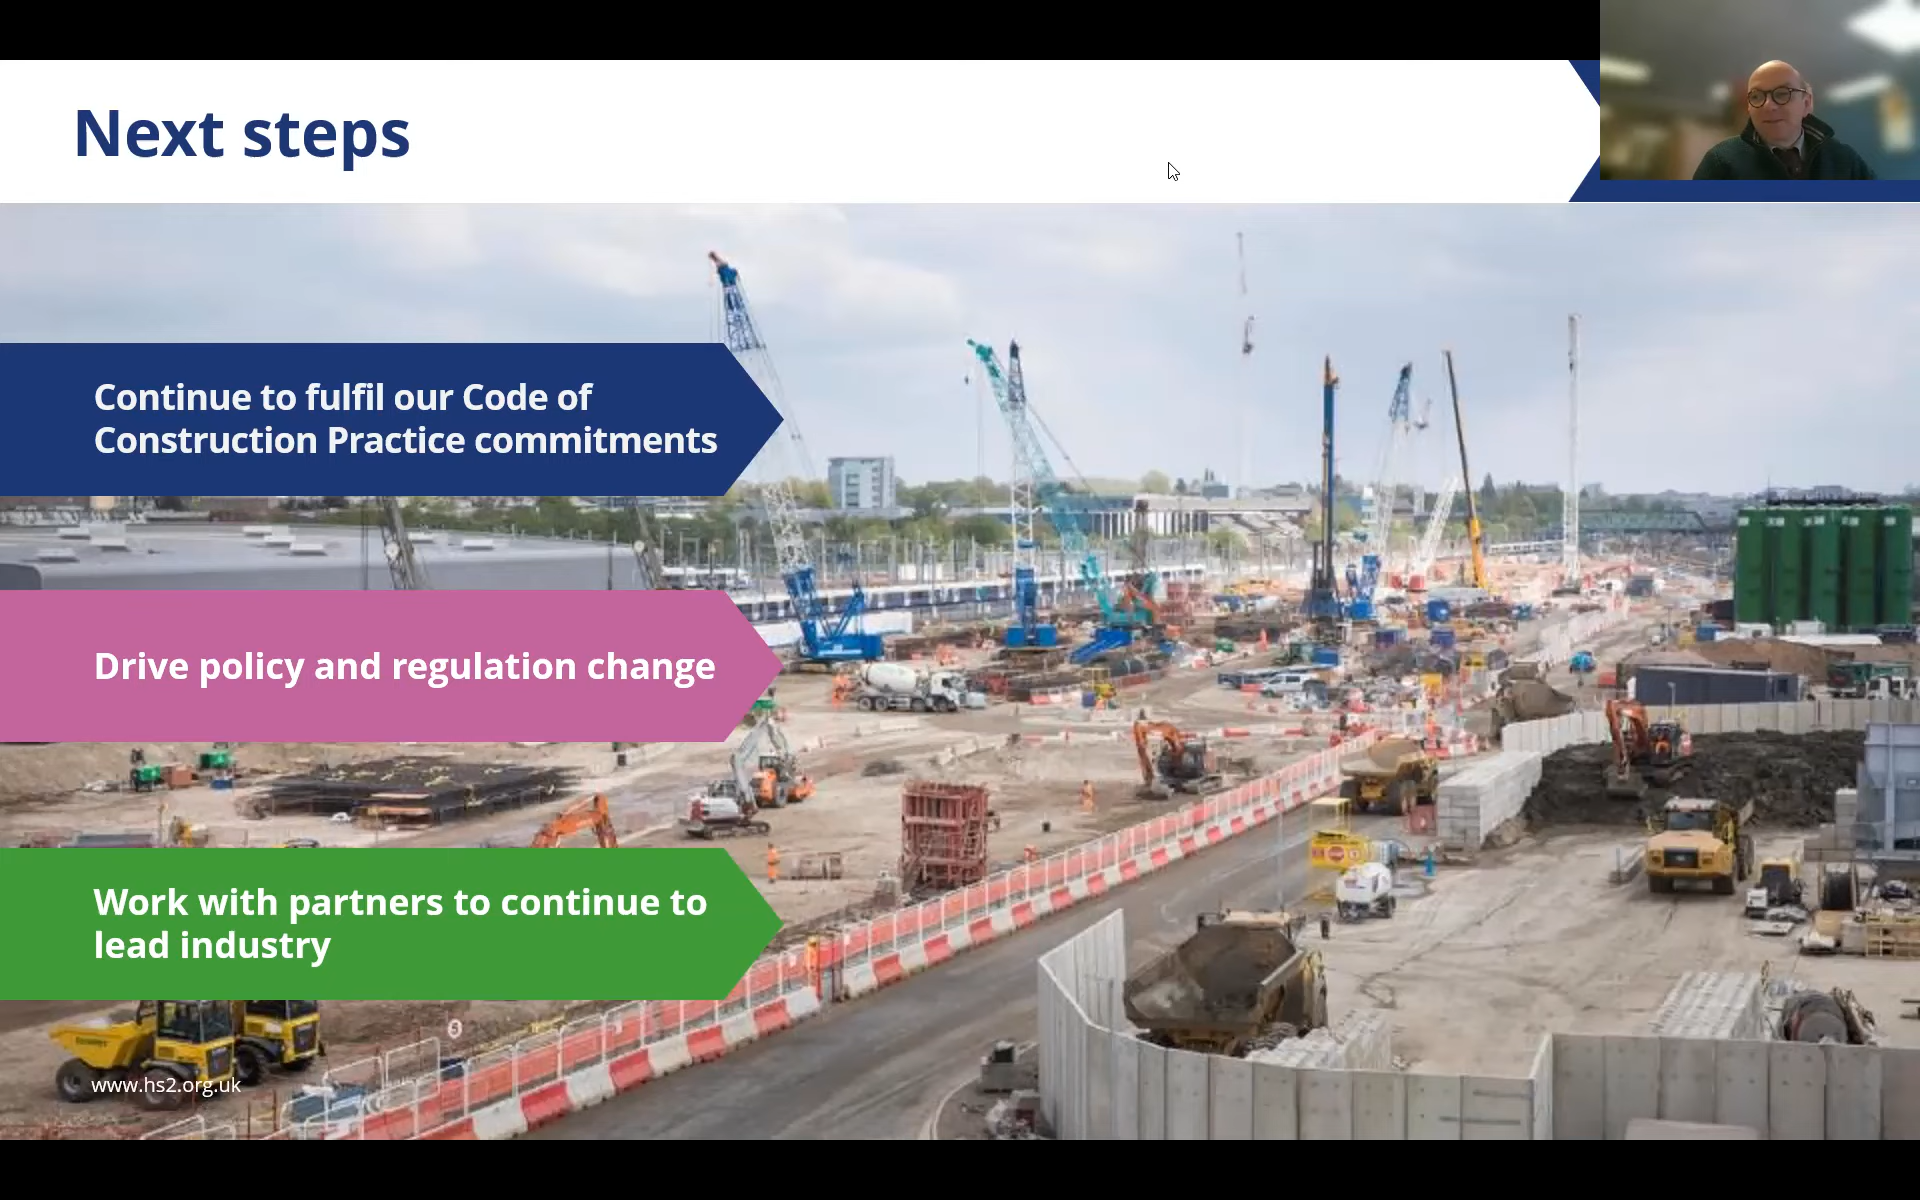 Next steps
Continue to fulfil our Code of
Construction Practice commitments
Drive policy and regulation change
Work with partners to continue to
lead industry
5
www.hs2.org.uk